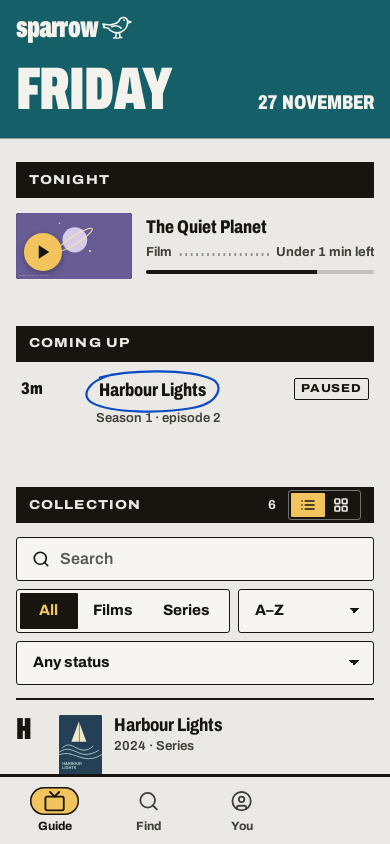 sparrow
FRIDAY
27 NOVEMBER
TONIGHT
The Quiet Planet
Film Under 1 min left
COMING UP
3m Harbour Lights PAUSED
Season 1 · episode 2
COLLECTION 6
Search
All Films Series A–Z
Any status
H Harbour Lights
2024 · Series
HARBOUR
LIGHTS
Guide Find You